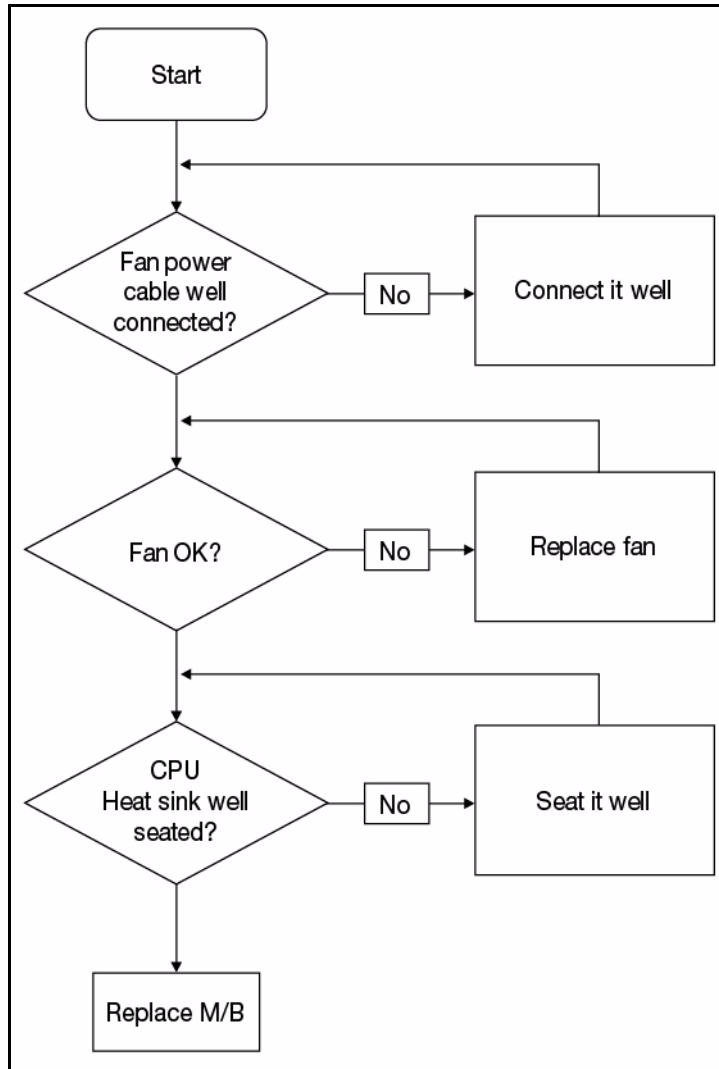 Start
Fan power
cable well
connected?
No
Connect it well
Fan OK?
No
Replace fan
CPU
Heat sink well
seated?
No
Seat it well
Replace M/B